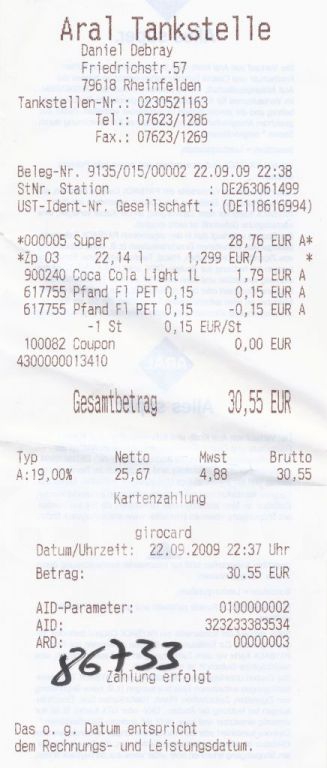 Aral Tankstelle
Daniel Debray
Friedrichstr.57
79618 Rheinfelden
Tankstellen-Nr.: 0230521163
Tel.: 07623/1286
Fax.: 07623/1269
Beleg-Nr. 9135/015/00002 22.09.09 22:38
StNr. Station : DE263061499
UST-Ident-Nr. Gesellschaft : (DE118616994)
*000005 Super 28,76 EUR A*
*Zp 03 22,14 l 1,299 EUR/l *
900240 Coca Cola Light 1L 1,79 EUR A
617755 Pfand Fl PET 0,15 0,15 EUR A
617755 Pfand Fl PET 0,15 -0,15 EUR A
-1 St 0,15 EUR/St
100082 Coupon 0,00 EUR
4300000013410
Gesamtbetrag 30,55 EUR
Typ Netto Mwst Brutto
A:19,00% 25,67 4,88 30,55
Kartenzahlung
girocard
Datum/Uhrzeit: 22.09.2009 22:37 Uhr
Betrag: 30.55 EUR
AID-Parameter: 0100000002
AID: 323233383534
ARD: 00000003
86733
Zahlung erfolgt
Das o. g. Datum entspricht
dem Rechnungs- und Leistungsdatum.